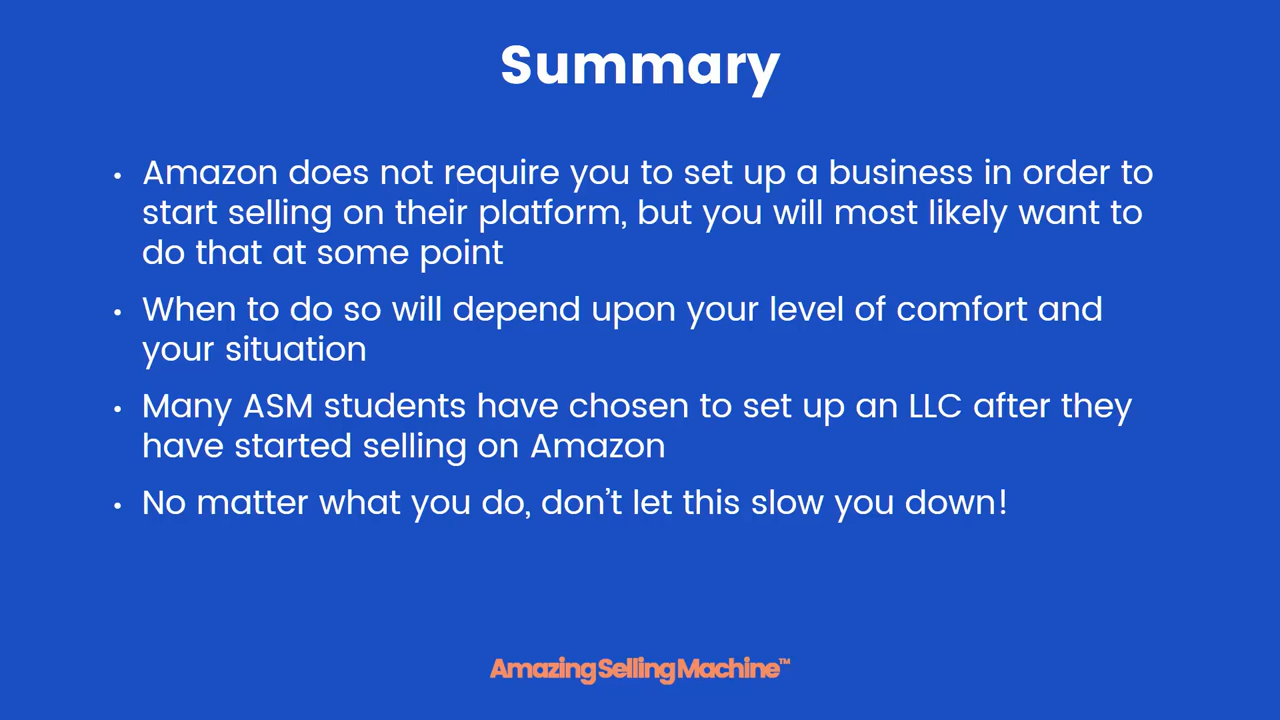 Summary
• Amazon does not require you to set up a business in order to
start selling on their platform, but you will most likely want to
do that at some point
• When to do so will depend upon your level of comfort and
your situation
• Many ASM students have chosen to set up an LLC after they
have started selling on Amazon
• No matter what you do, don’t let this slow you down!
Amazing Selling Machine™